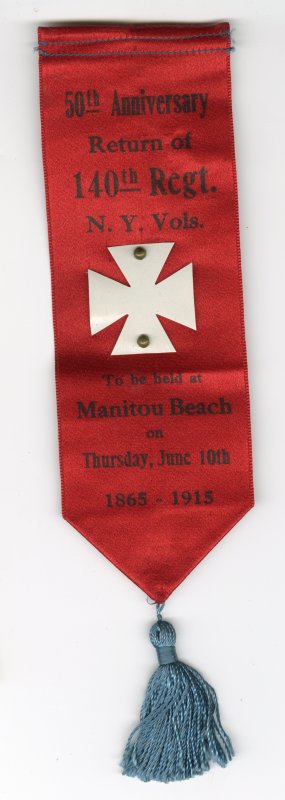 50th Anniversary
Return of
140th Regt.
N. Y. Vols.
To be held at
Manitou Beach
on
Thursday, June 10th
1865 - 1915